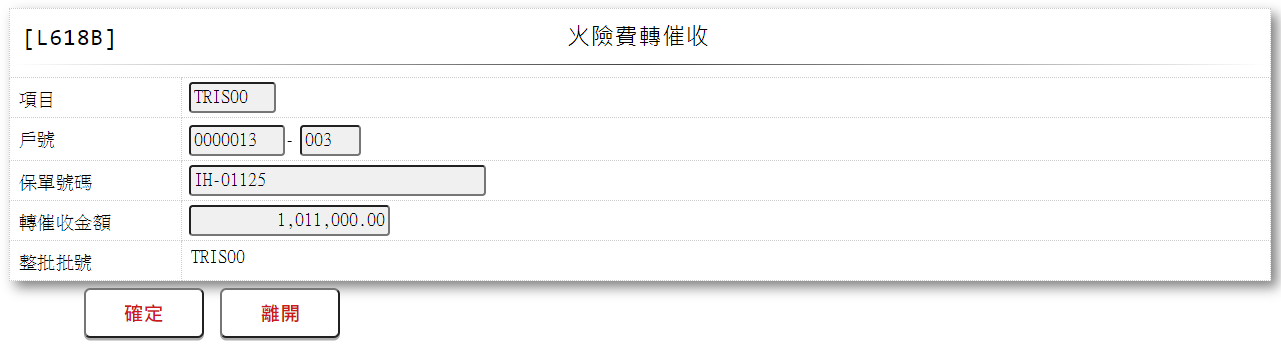 [L618B] 火險費轉催收
項目 TRIS00
戶號 0000013 - 003
保單號碼 IH-01125
轉催收金額 1,011,000.00
整批批號 TRIS00
確定 離開